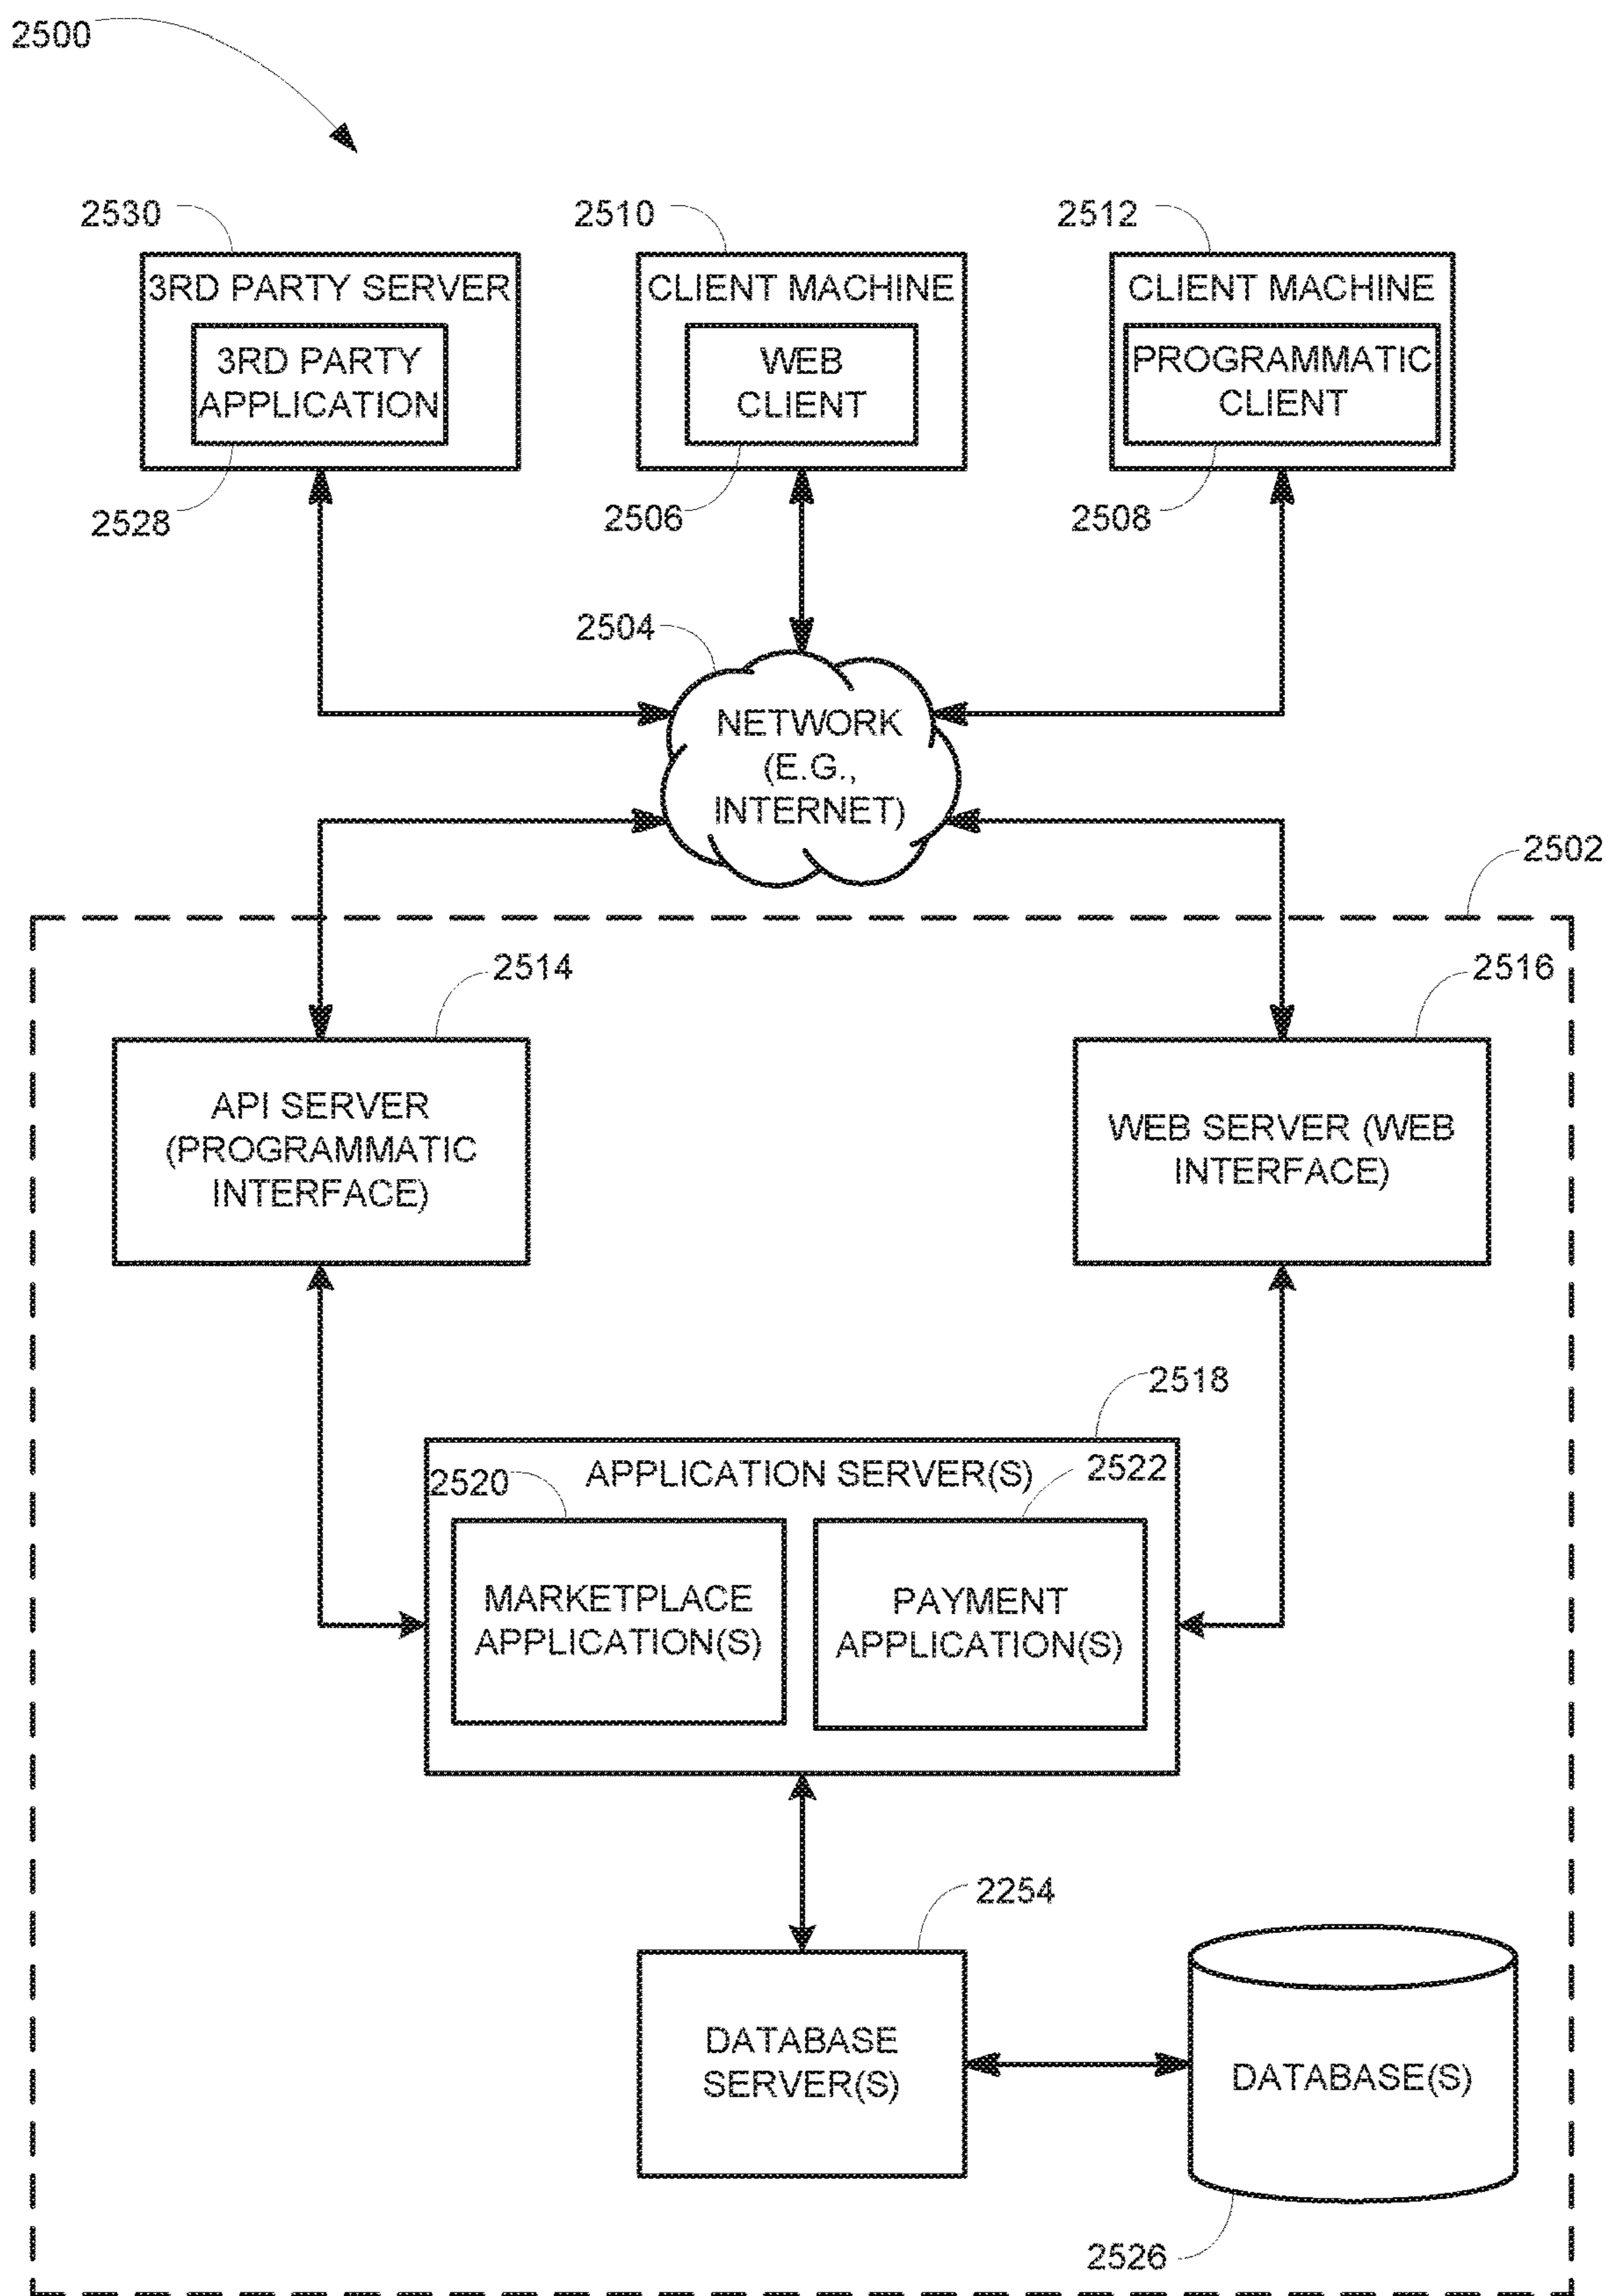 2500
2530
2510
2512
3RD PARTY SERVER
3RD PARTY
APPLICATION
CLIENT MACHINE
WEB
CLIENT
CLIENT MACHINE
PROGRAMMATIC
CLIENT
2528
2506
2508
2504
NETWORK
(E.G.,
INTERNET)
2502
2514
2516
API SERVER
(PROGRAMMATIC
INTERFACE)
WEB SERVER (WEB
INTERFACE)
2518
APPLICATION SERVER(S)
2520
2522
MARKETPLACE
APPLICATION(S)
PAYMENT
APPLICATION(S)
2254
DATABASE
SERVER(S)
DATABASE(S)
2526